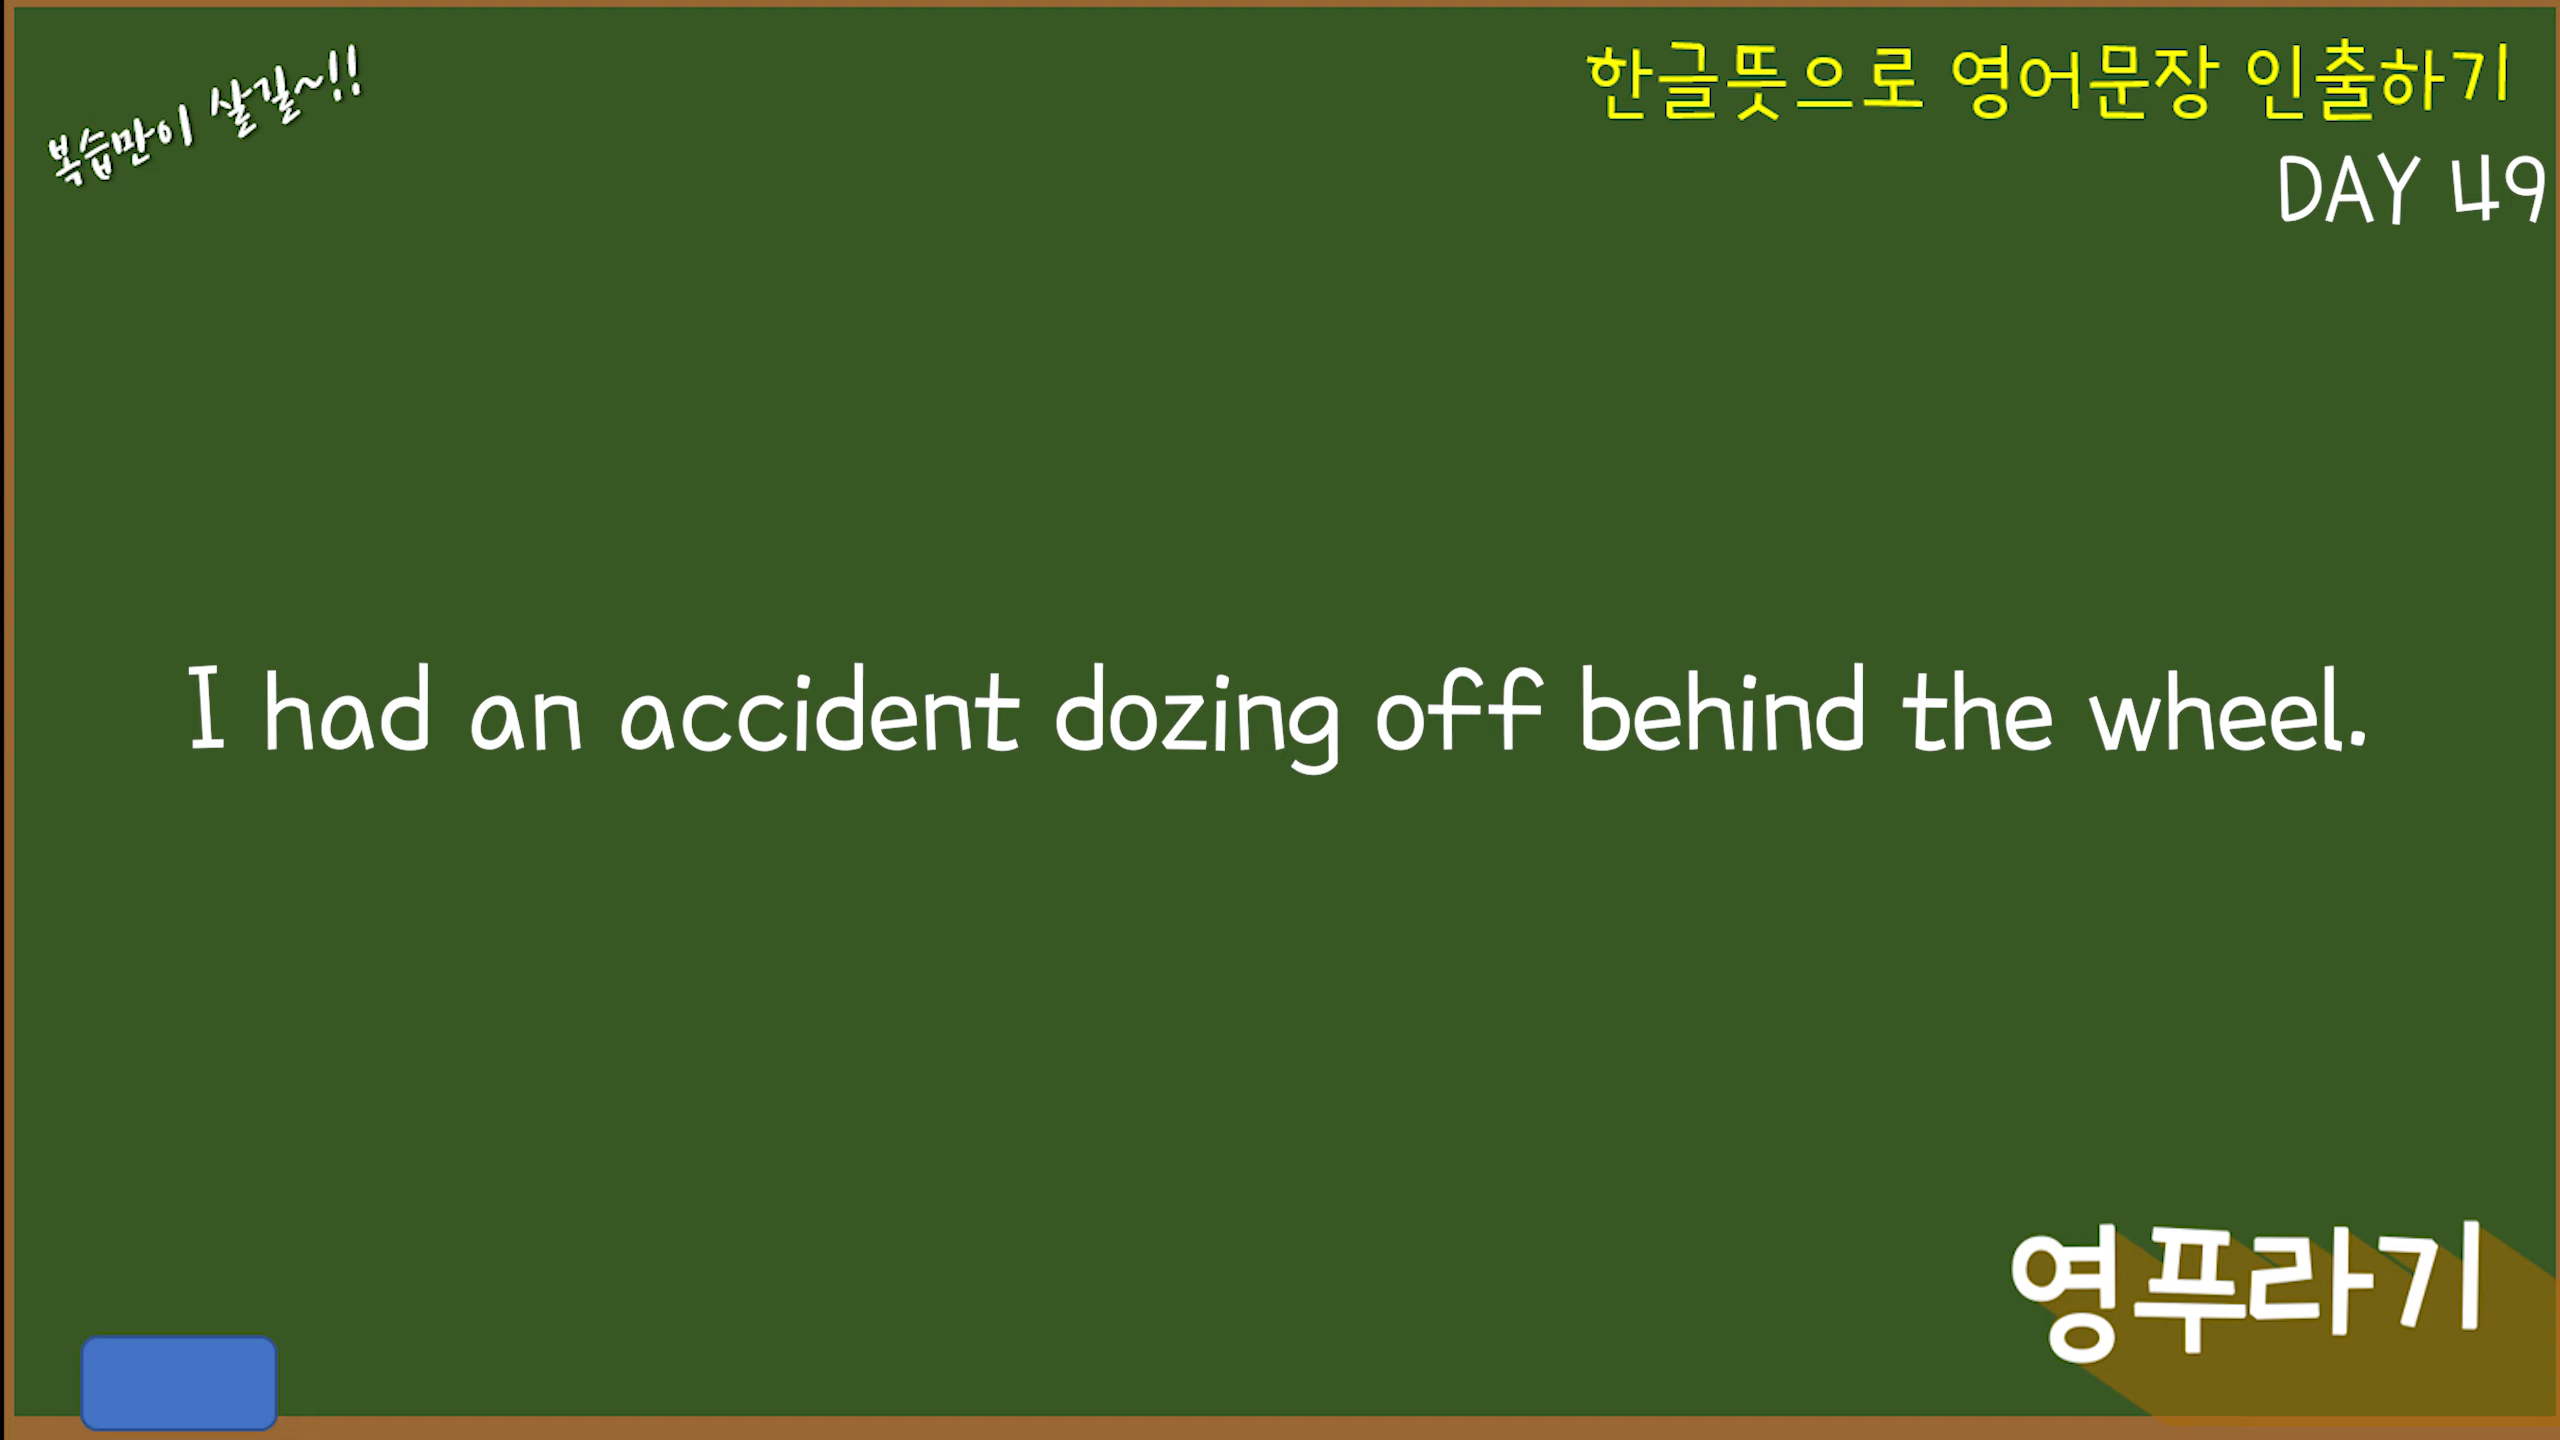 복습만이 살길~!!
한글뜻으로 영어문장 인출하기
DAY 49
I had an accident dozing off behind the wheel.
영푸라기